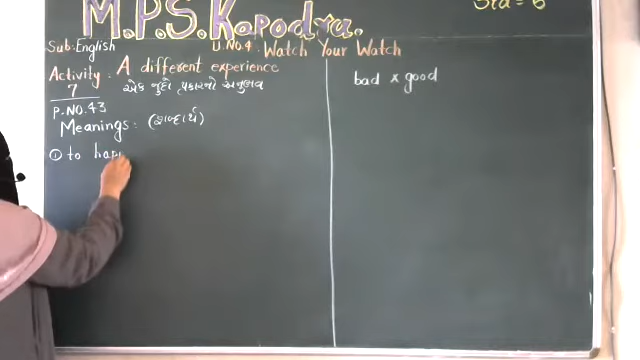 M.P.S. Kapodra.
Std = 6
Sub: English
U.No.4: Watch Your Watch
Activity: A different experience
7
એક જુદો પ્રકારનો અનુભવ
P.NO.43
Meanings: (શબ્દાર્થ)
① to hap
bad × good